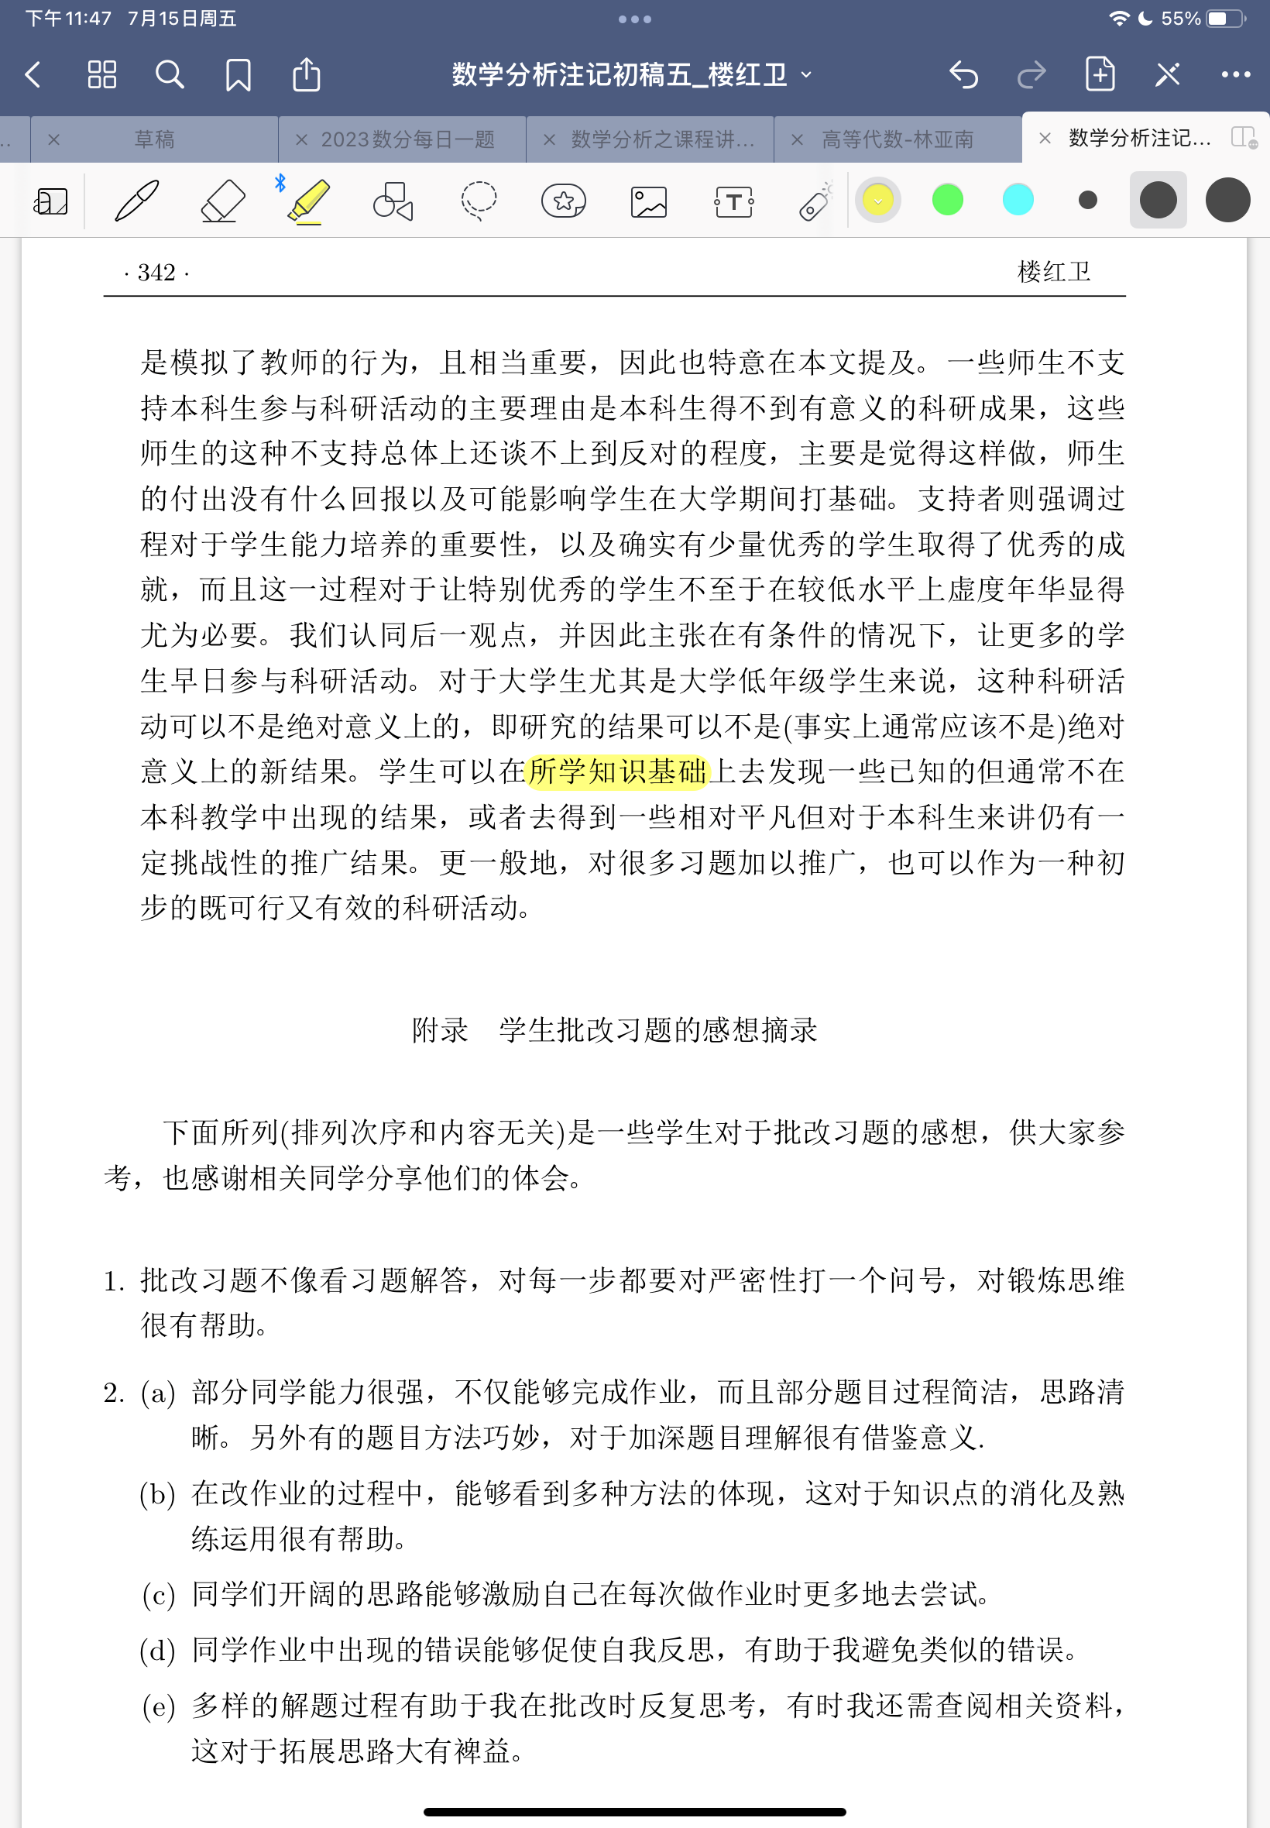 下午11:47 7月15日周五
55%
数学分析注记初稿五_楼红卫
草稿
2023数分每日一题
数学分析之课程讲...
高等代数-林亚南
数学分析注记...
· 342 ·
楼红卫
是模拟了教师的行为，且相当重要，因此也特意在本文提及。一些师生不支
持本科生参与科研活动的主要理由是本科生得不到有意义的科研成果，这些
师生的这种不支持总体上还谈不上到反对的程度，主要是觉得这样做，师生
的付出没有什么回报以及可能影响学生在大学期间打基础。支持者则强调过
程对于学生能力培养的重要性，以及确实有少量优秀的学生取得了优秀的成
就，而且这一过程对于让特别优秀的学生不至于在较低水平上虚度年华显得
尤为必要。我们认同后一观点，并因此主张在有条件的情况下，让更多的学
生早日参与科研活动。对于大学生尤其是大学低年级学生来说，这种科研活
动可以不是绝对意义上的，即研究的结果可以不是(事实上通常应该不是)绝对
意义上的新结果。学生可以在所学知识基础上去发现一些已知的但通常不在
本科教学中出现的结果，或者去得到一些相对平凡但对于本科生来讲仍有一
定挑战性的推广结果。更一般地，对很多习题加以推广，也可以作为一种初
步的既可行又有效的科研活动。
附录 学生批改习题的感想摘录
下面所列(排列次序和内容无关)是一些学生对于批改习题的感想，供大家参
考，也感谢相关同学分享他们的体会。
1. 批改习题不像看习题解答，对每一步都要对严密性打一个问号，对锻炼思维
很有帮助。
2. (a) 部分同学能力很强，不仅能够完成作业，而且部分题目过程简洁，思路清
晰。另外有的题目方法巧妙，对于加深题目理解很有借鉴意义.
(b) 在改作业的过程中，能够看到多种方法的体现，这对于知识点的消化及熟
练运用很有帮助。
(c) 同学们开阔的思路能够激励自己在每次做作业时更多地去尝试。
(d) 同学作业中出现的错误能够促使自我反思，有助于我避免类似的错误。
(e) 多样的解题过程有助于我在批改时反复思考，有时我还需查阅相关资料，
这对于拓展思路大有裨益。